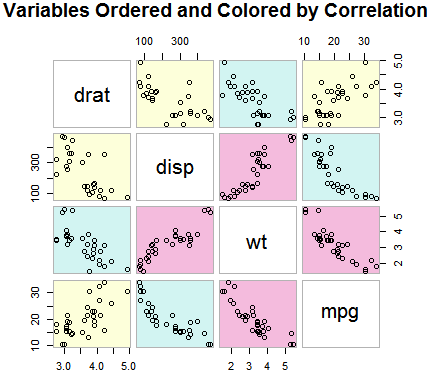 Variables Ordered and Colored by Correlation
100 300
10 20 30
drat
3.0 4.0 5.0
disp
100 300
wt
2 3 4 5
10 20 30
mpg
3.0 4.0 5.0
2 3 4 5